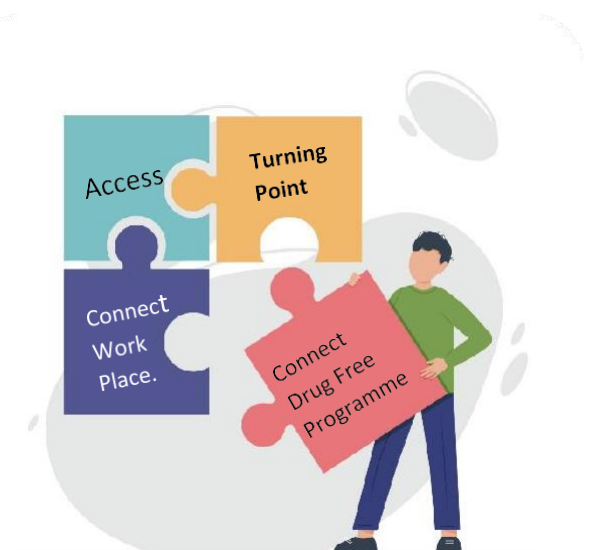 Access
Turning
Point
Connect
Work
Place.
Connect
Drug Free
Programme